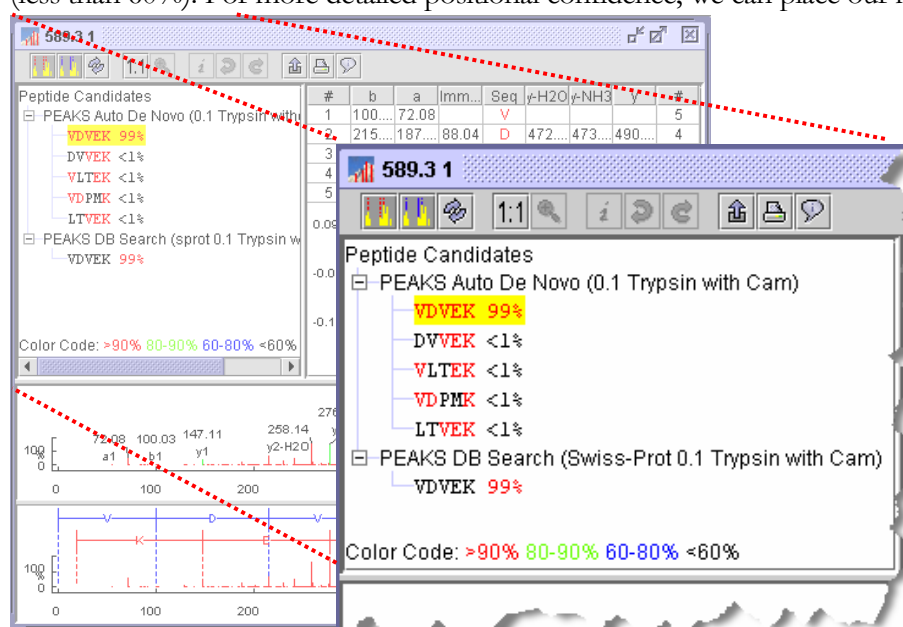 (less than 60%). For more detailed positional confidence, we can place our
589.3 1
1:1
Peptide Candidates
PEAKS Auto De Novo (0.1 Trypsin with
VDVEK 99%
DVVEK <1%
VLTEK <1%
VDPMK <1%
LTVEK <1%
PEAKS DB Search (sprot 0.1 Trypsin w
VDVEK 99%
Color Code: >90% 80-90% 60-80% <60%
# b a Imm... Seq y-H2O y-NH3 y #
1 100.... 72.08 V 5
2 215... 187.... 88.04 D 472.... 473.... 490.... 4
3
4
5
0.09
-0.0
-0.1
589.3 1
1:1
Peptide Candidates
PEAKS Auto De Novo (0.1 Trypsin with Cam)
VDVEK 99%
DVVEK <1%
VLTEK <1%
VDPMK <1%
LTVEK <1%
PEAKS DB Search (Swiss-Prot 0.1 Trypsin with Cam)
VDVEK 99%
Color Code: >90% 80-90% 60-80% <60%
276
72.08 100.03 147.11 258.14 y
a1 b1 y1 y2-H2O
100
%
0
0 100 200
V D V
K E
100
%
0
0 100 200